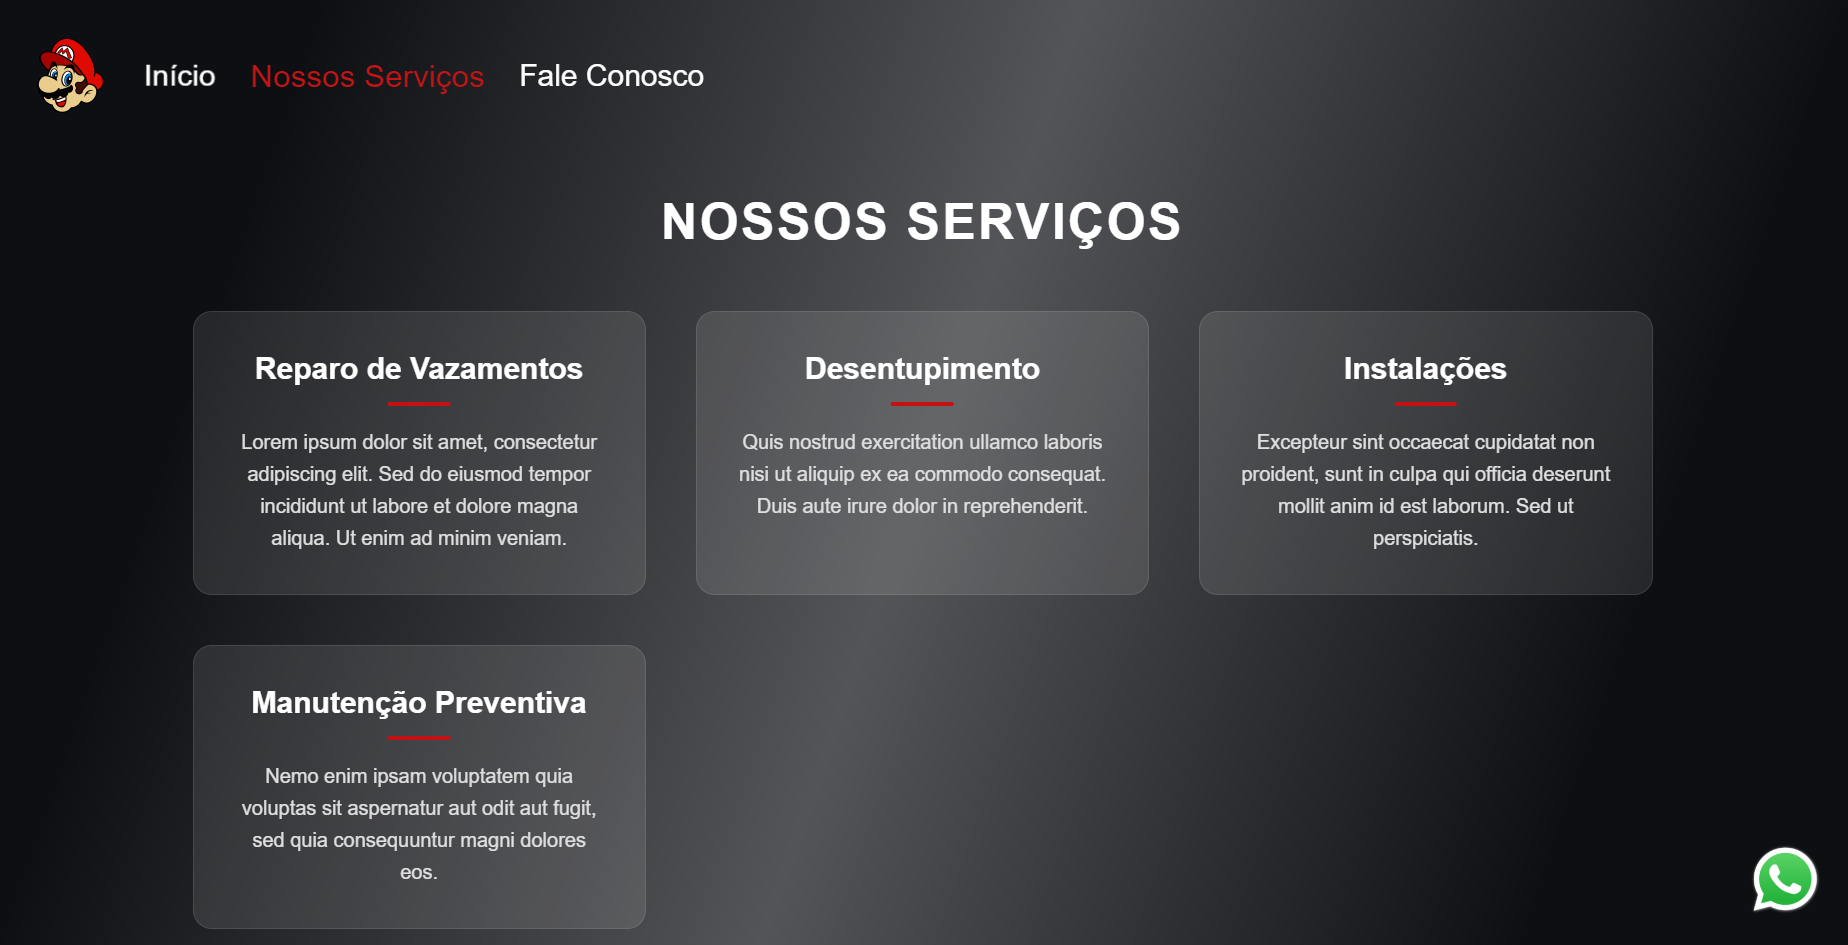 Início
Nossos Serviços
Fale Conosco
NOSSOS SERVIÇOS
Reparo de Vazamentos
Lorem ipsum dolor sit amet, consectetur
adipiscing elit. Sed do eiusmod tempor
incididunt ut labore et dolore magna
aliqua. Ut enim ad minim veniam.
Desentupimento
Quis nostrud exercitation ullamco laboris
nisi ut aliquip ex ea commodo consequat.
Duis aute irure dolor in reprehenderit.
Instalações
Excepteur sint occaecat cupidatat non
proident, sunt in culpa qui officia deserunt
mollit anim id est laborum. Sed ut
perspiciatis.
Manutenção Preventiva
Nemo enim ipsam voluptatem quia
voluptas sit aspernatur aut odit aut fugit,
sed quia consequuntur magni dolores
eos.